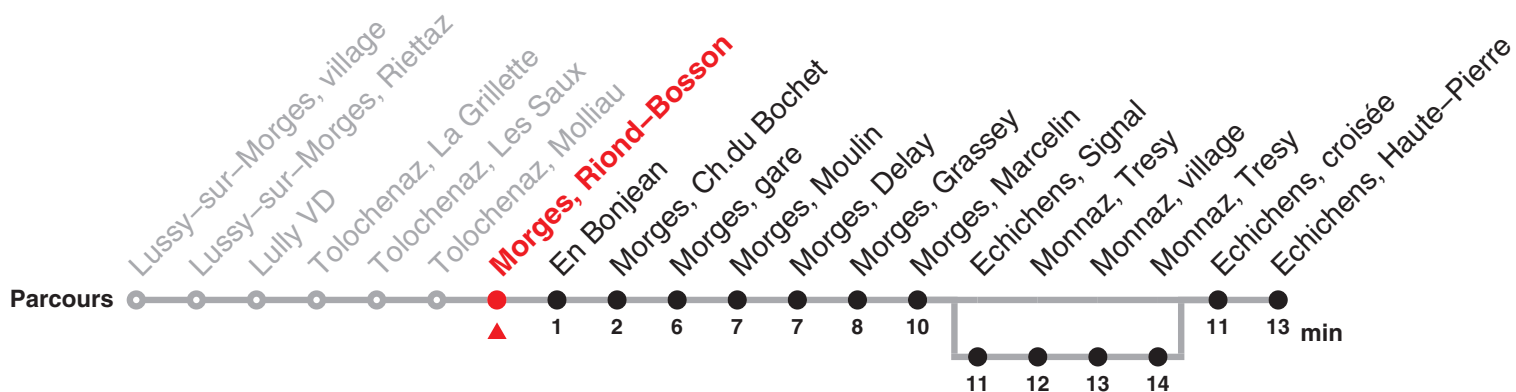 Lussy–sur–Morges, village
Lussy–sur–Morges, Riettaz
Lully VD
Tolochenaz, La Grillette
Tolochenaz, Les Saux
Tolochenaz, Molliau
Morges, Riond–Bosson
En Bonjean
Morges, Ch.du Bochet
Morges, gare
Morges, Moulin
Morges, Delay
Morges, Grassey
Morges, Marcelin
Echichens, Signal
Monnaz, Tresy
Monnaz, village
Monnaz, Tresy
Echichens, croisée
Echichens, Haute–Pierre
Parcours
1 2 6 7 7 8 10 11 13 min
11 12 13 14